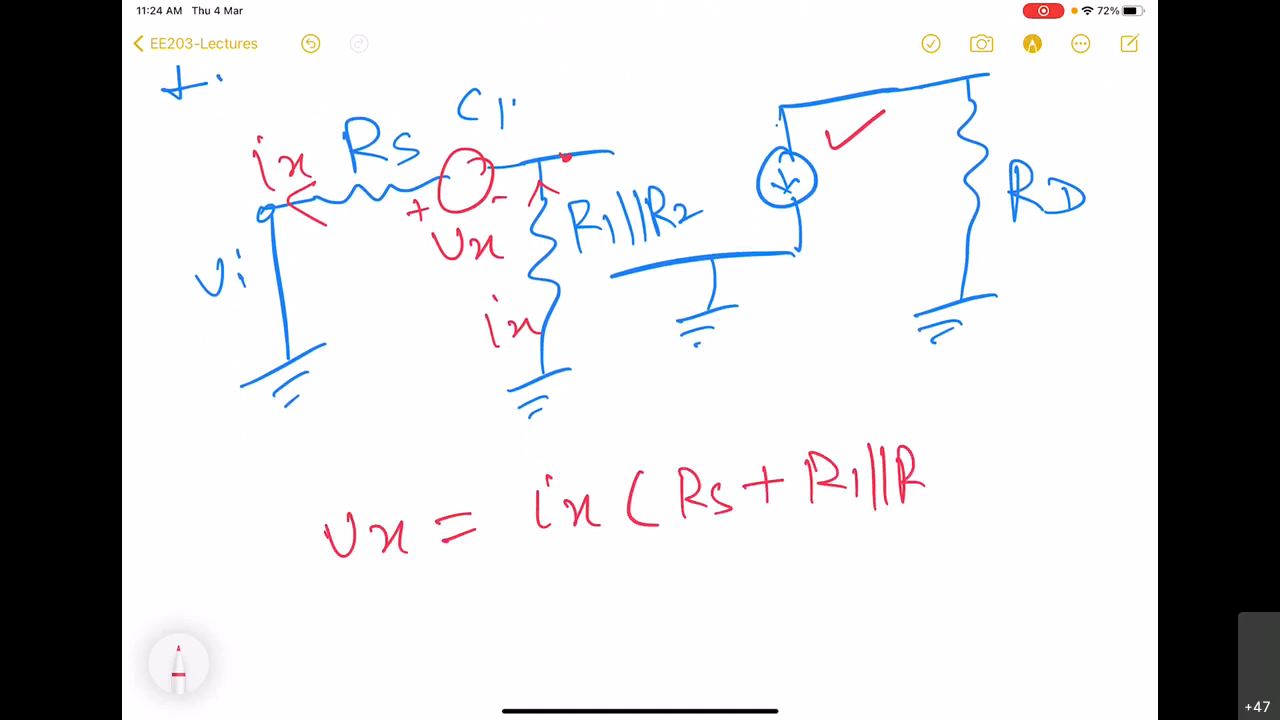 11:24 AM Thu 4 Mar
72%
EE203-Lectures
C1
ix Rs
+ -
R1||R2
RD
vx
vi
ix
vx = ix (Rs + R1||R
+47